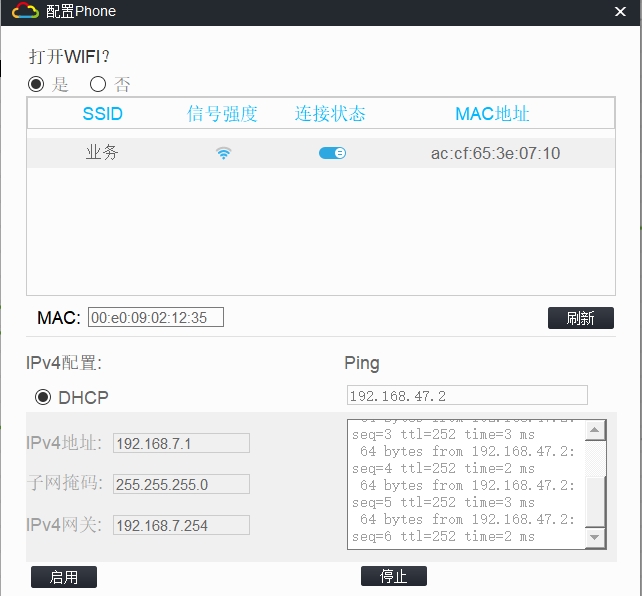 配置Phone
打开WIFI?
是 否
SSID 信号强度 连接状态 MAC地址
业务 ac:cf:65:3e:07:10
MAC: 00:e0:09:02:12:35 刷新
IPv4配置: Ping
DHCP 192.168.47.2
64 bytes from 192.168.47.2:
IPv4地址: 192.168.7.1 seq=3 ttl=252 time=3 ms
64 bytes from 192.168.47.2:
seq=4 ttl=252 time=2 ms
子网掩码: 255.255.255.0 64 bytes from 192.168.47.2:
seq=5 ttl=252 time=3 ms
IPv4网关: 192.168.7.254 64 bytes from 192.168.47.2:
seq=6 ttl=252 time=2 ms
启用 停止